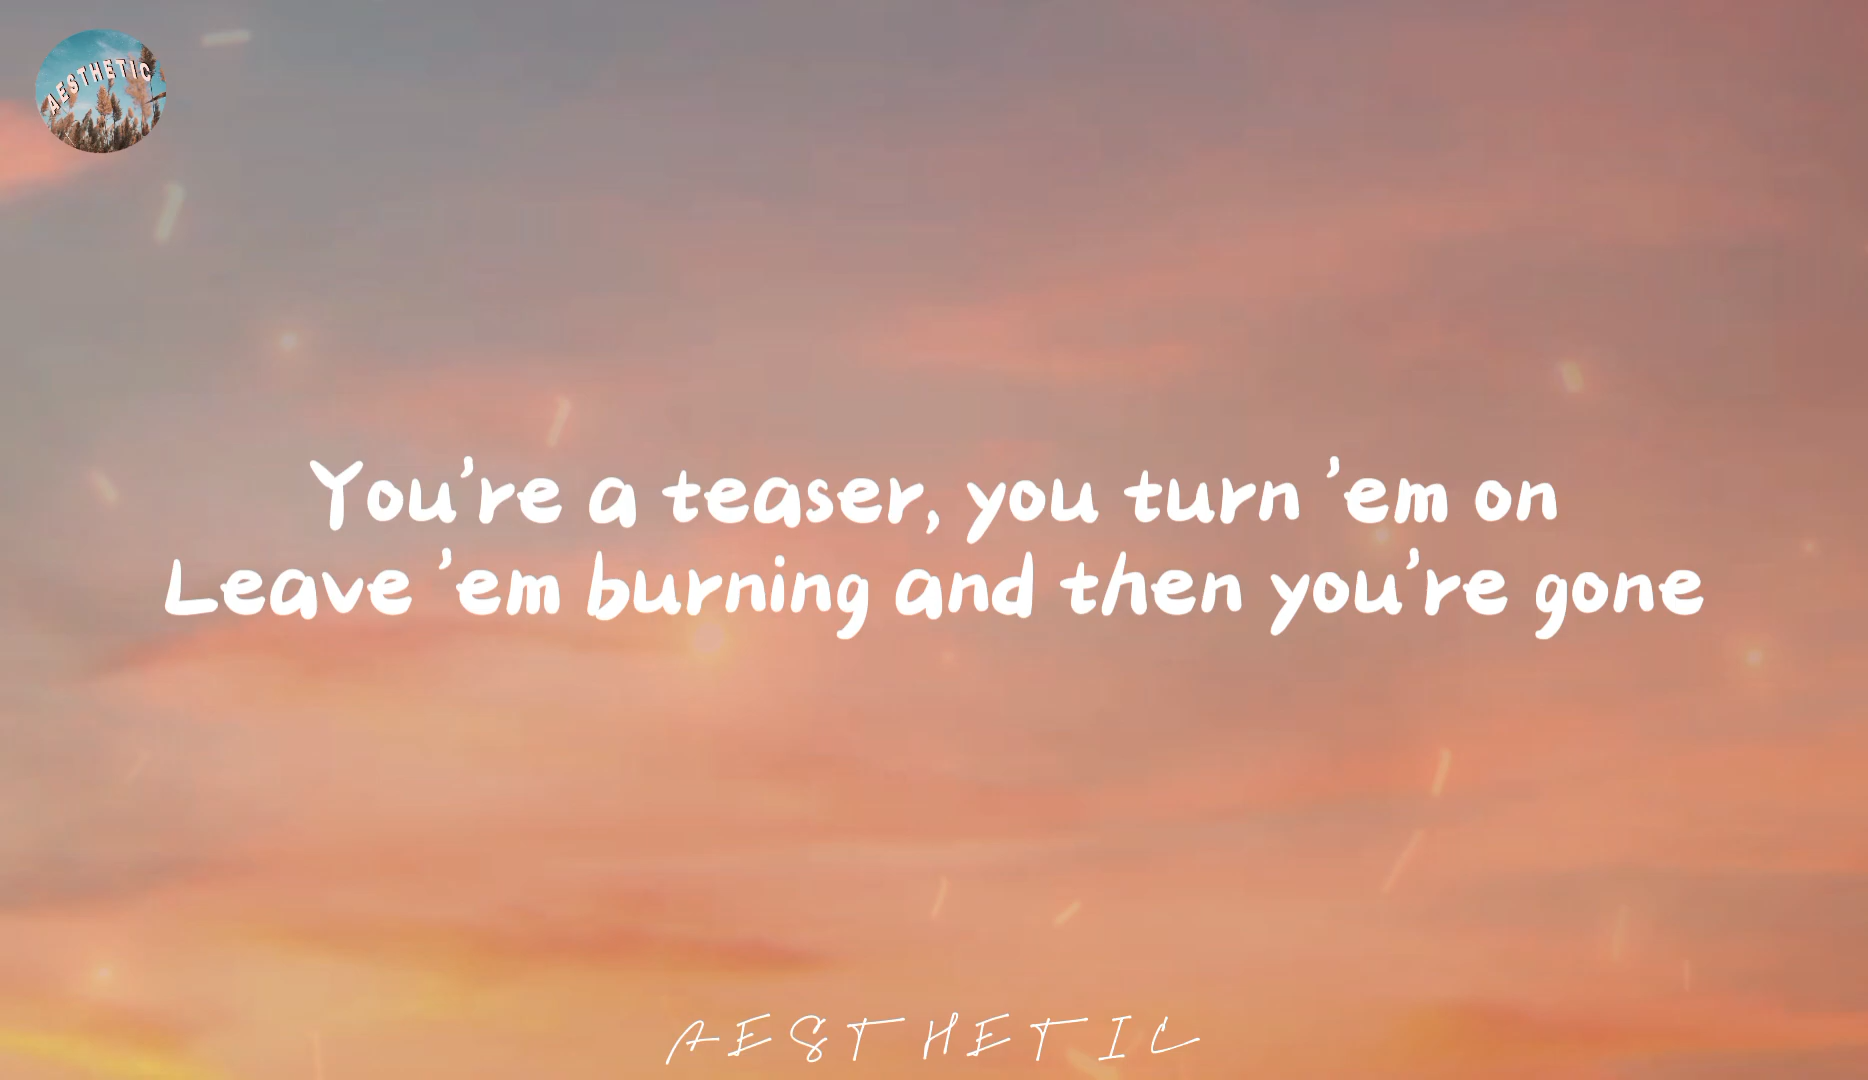 AESTHETIC
You're a teaser, you turn 'em on
Leave 'em burning and then you're gone
AESTHETIC